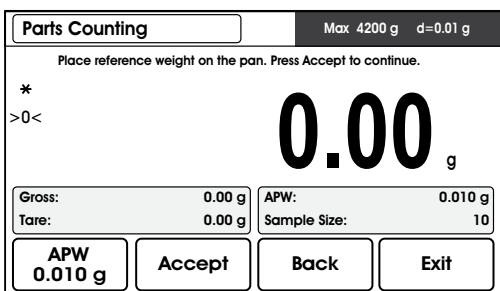 Parts Counting Max 4200 g d=0.01 g
Place reference weight on the pan. Press Accept to continue.
*
>0<
0.00 g
Gross: 0.00 g APW: 0.010 g
Tare: 0.00 g Sample Size: 10
APW
0.010 g
Accept
Back
Exit